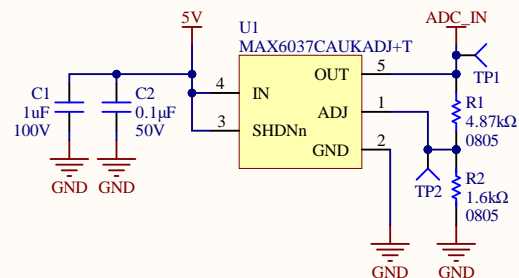 5V
ADC_IN
U1
MAX6037CAUKADJ+T
OUT
5
TP1
C1
1uF
100V
C2
0.1µF
50V
4
IN
ADJ
1
R1
4.87kΩ
0805
3
SHDNn
GND
2
TP2
R2
1.6kΩ
0805
GND
GND
GND
GND